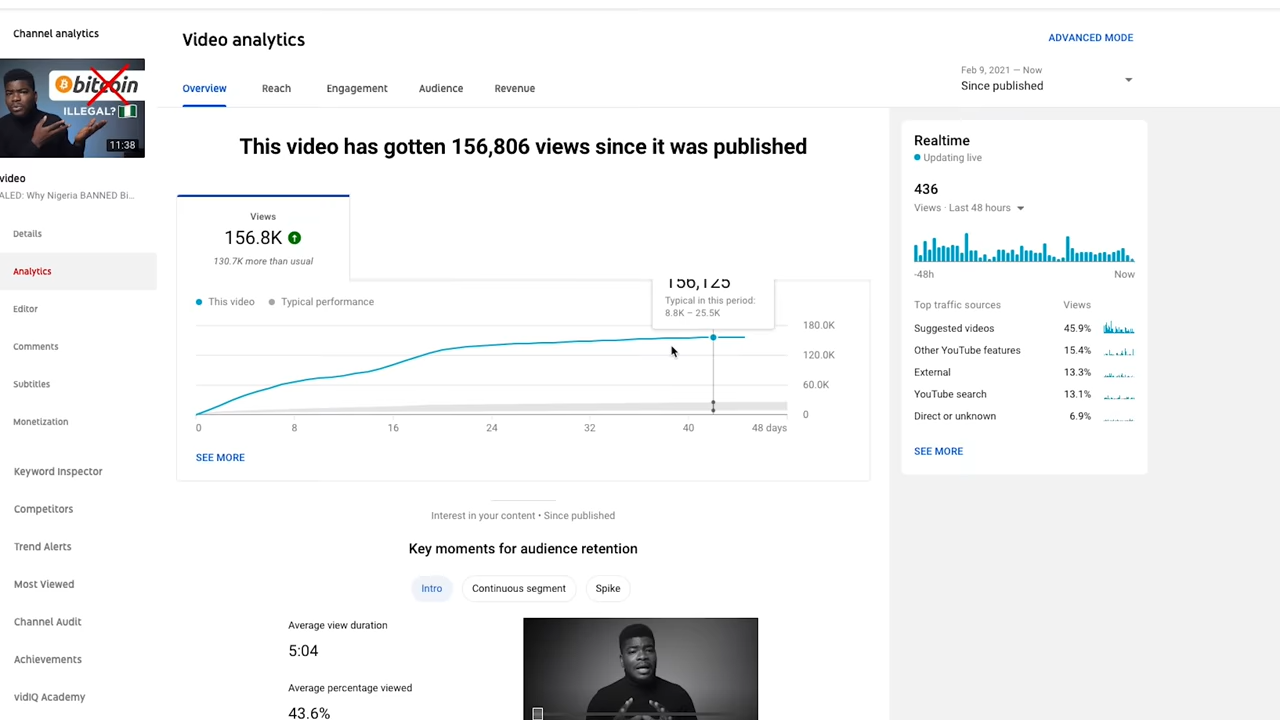 Channel analytics
bitcoin
ILLEGAL?
11:38
video
ALED: Why Nigeria BANNED Bi...
Details
Analytics
Editor
Comments
Subtitles
Monetization
Keyword Inspector
Competitors
Trend Alerts
Most Viewed
Channel Audit
Achievements
vidIQ Academy
Video analytics
ADVANCED MODE
Overview
Reach
Engagement
Audience
Revenue
Feb 9, 2021 — Now
Since published
This video has gotten 156,806 views since it was published
Views
156.8K
130.7K more than usual
This video
Typical performance
156,125
Typical in this period:
8.8K – 25.5K
180.0K
120.0K
60.0K
0
0 8 16 24 32 40 48 days
SEE MORE
Interest in your content • Since published
Key moments for audience retention
Intro
Continuous segment
Spike
Average view duration
5:04
Average percentage viewed
43.6%
Realtime
Updating live
436
Views · Last 48 hours
-48h Now
Top traffic sources Views
Suggested videos 45.9%
Other YouTube features 15.4%
External 13.3%
YouTube search 13.1%
Direct or unknown 6.9%
SEE MORE